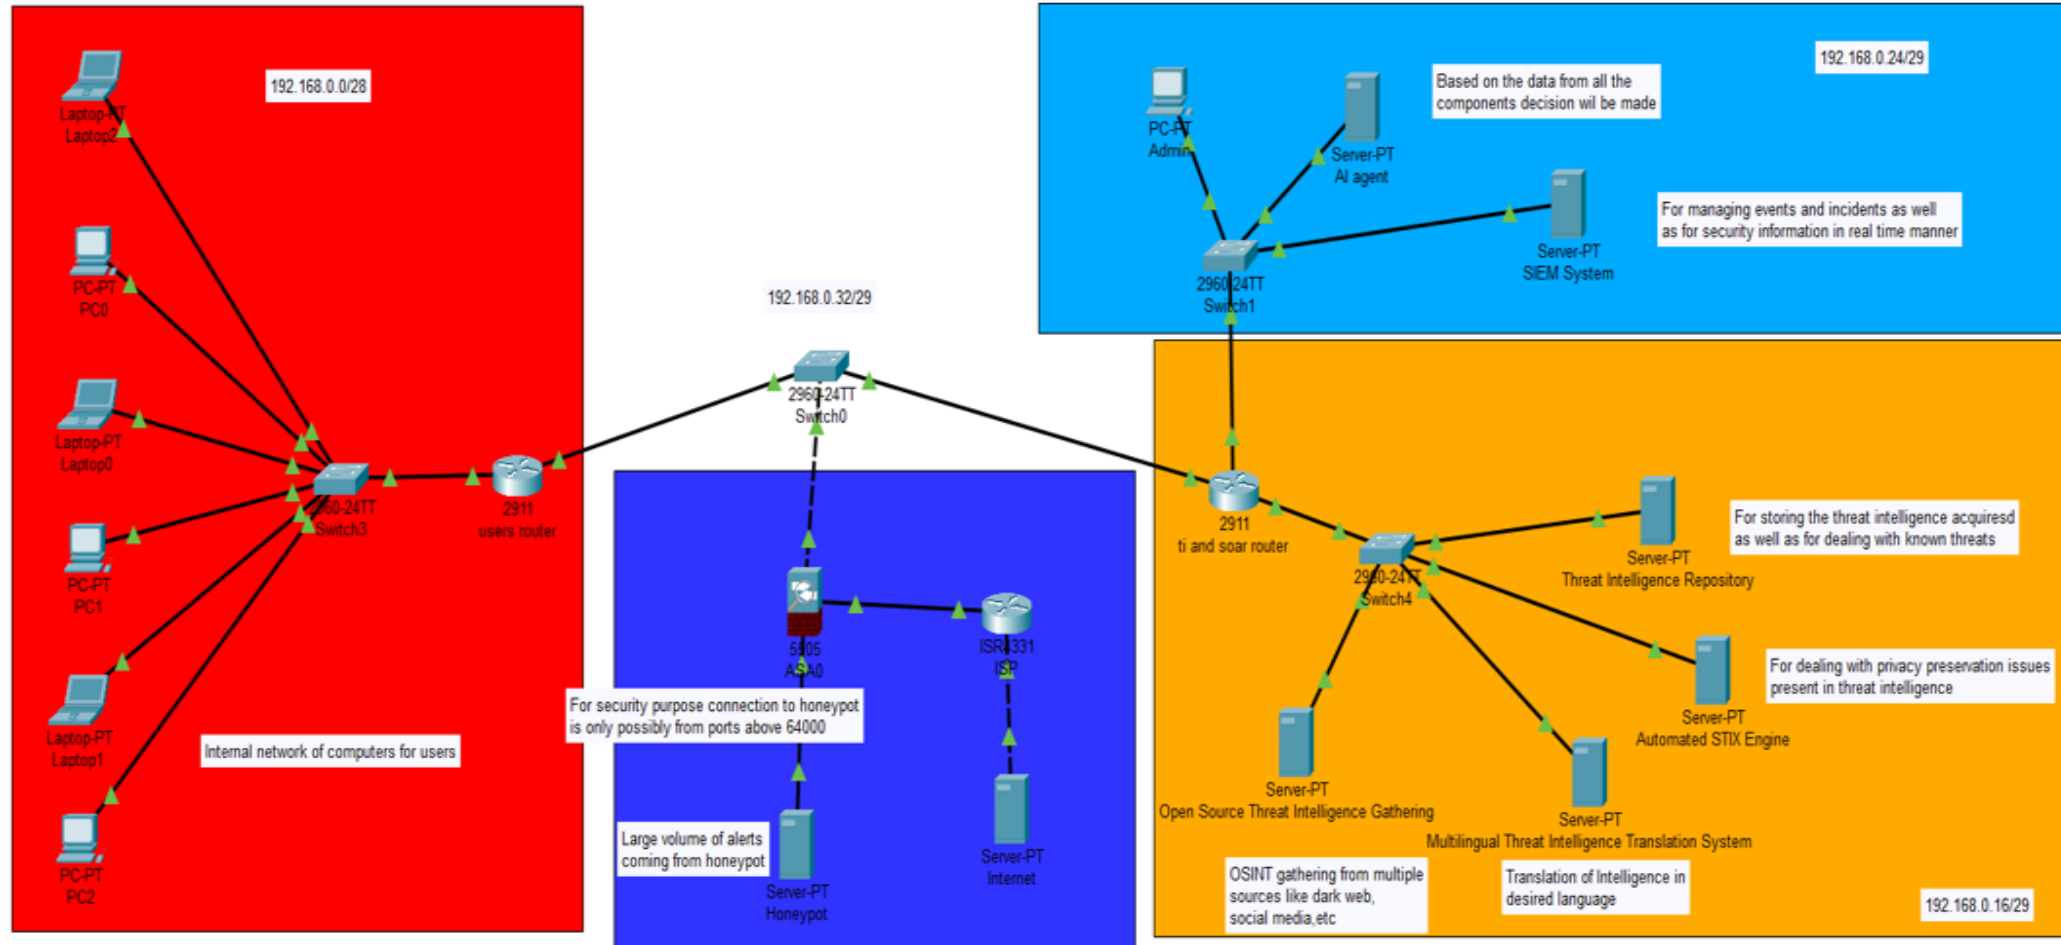 192.168.0.0/28
Laptop-PT
Laptop2
PC-PT
PC0
Laptop-PT
Laptop0
PC-PT
PC1
Laptop-PT
Laptop1
PC-PT
PC2
2960-24TT
Switch3
2911
users router
Internal network of computers for users
192.168.0.32/29
2960-24TT
Switch0
5505
ASA0
ISR4331
ISP
For security purpose connection to honeypot
is only possibly from ports above 64000
Large volume of alerts
coming from honeypot
Server-PT
Honeypot
Server-PT
Internet
192.168.0.24/29
PC-PT
Admin
Server-PT
AI agent
Based on the data from all the
components decision wil be made
Server-PT
SIEM System
For managing events and incidents as well
as for security information in real time manner
2960-24TT
Switch1
2911
ti and soar router
2960-24TT
Switch4
Server-PT
Threat Intelligence Repository
For storing the threat intelligence acquiresd
as well as for dealing with known threats
Server-PT
Automated STIX Engine
For dealing with privacy preservation issues
present in threat intelligence
Server-PT
Open Source Threat Intelligence Gathering
Server-PT
Multilingual Threat Intelligence Translation System
OSINT gathering from multiple
sources like dark web,
social media,etc
Translation of Intelligence in
desired language
192.168.0.16/29